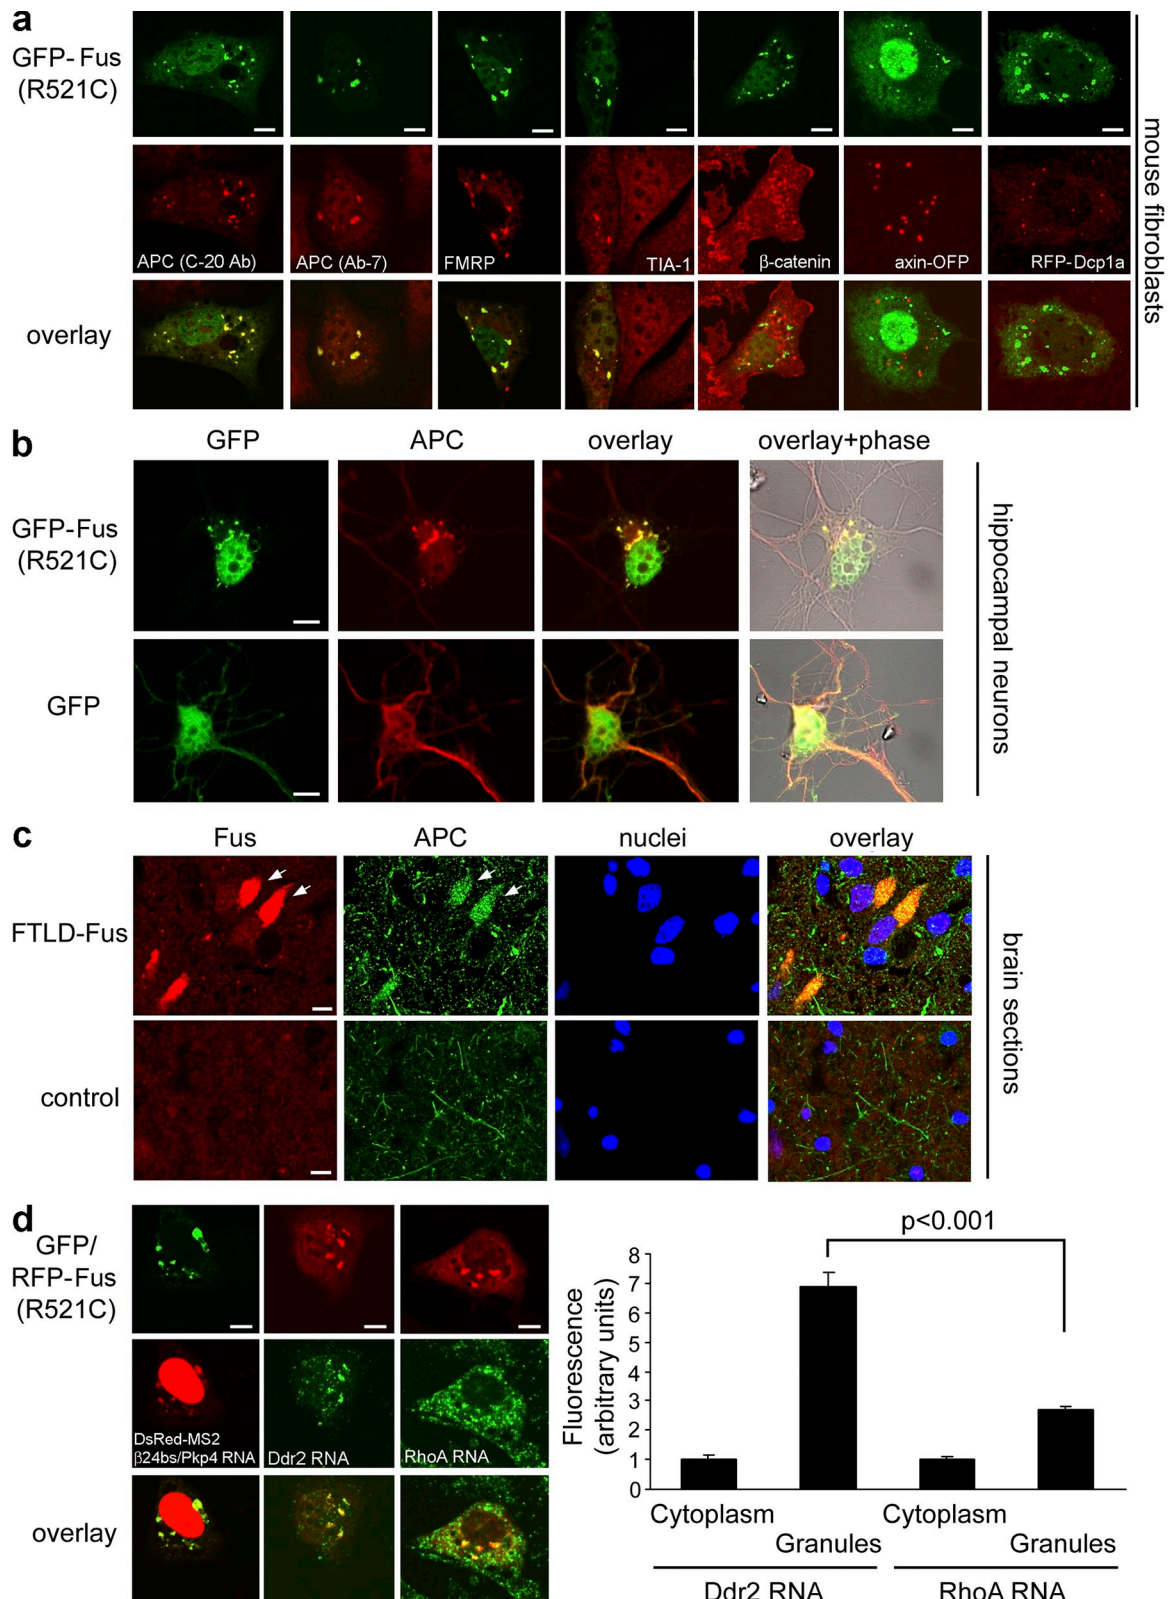 a
GFP-Fus
(R521C)
APC (C-20 Ab)
APC (Ab-7)
FMRP
TIA-1
β-catenin
axin-OFP
RFP-Dcp1a
overlay
mouse fibroblasts
b
GFP
APC
overlay
overlay+phase
GFP-Fus
(R521C)
GFP
hippocampal neurons
c
Fus
APC
nuclei
overlay
FTLD-Fus
control
brain sections
d
GFP/
RFP-Fus
(R521C)
DsRed-MS2
β24bs/Pkp4 RNA
Ddr2 RNA
RhoA RNA
overlay
p<0.001
Fluorescence
(arbitrary units)
8
7
6
5
4
3
2
1
0
Cytoplasm
Granules
Cytoplasm
Granules
Ddr2 RNA
RhoA RNA